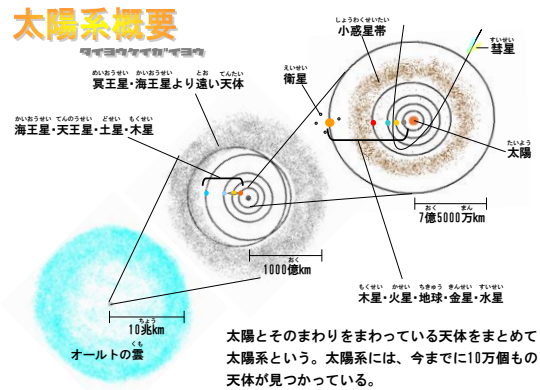 太陽系概要
タイヨウケイガイヨウ
しょうわくせいたい
小惑星帯
すいせい
彗星
えいせい
衛星
めいおうせい かいおうせい とお てんたい
冥王星・海王星より遠い天体
かいおうせい てんのうせい どせい もくせい
海王星・天王星・土星・木星
たいよう
太陽
おく まん
7億5000万km
おく
1000億km
もくせい かせい ちきゅう きんせい すいせい
木星・火星・地球・金星・水星
ちょう
10兆km
くも
オールトの雲
太陽とそのまわりをまわっている天体をまとめて
太陽系という。太陽系には、今までに10万個もの
天体が見つかっている。